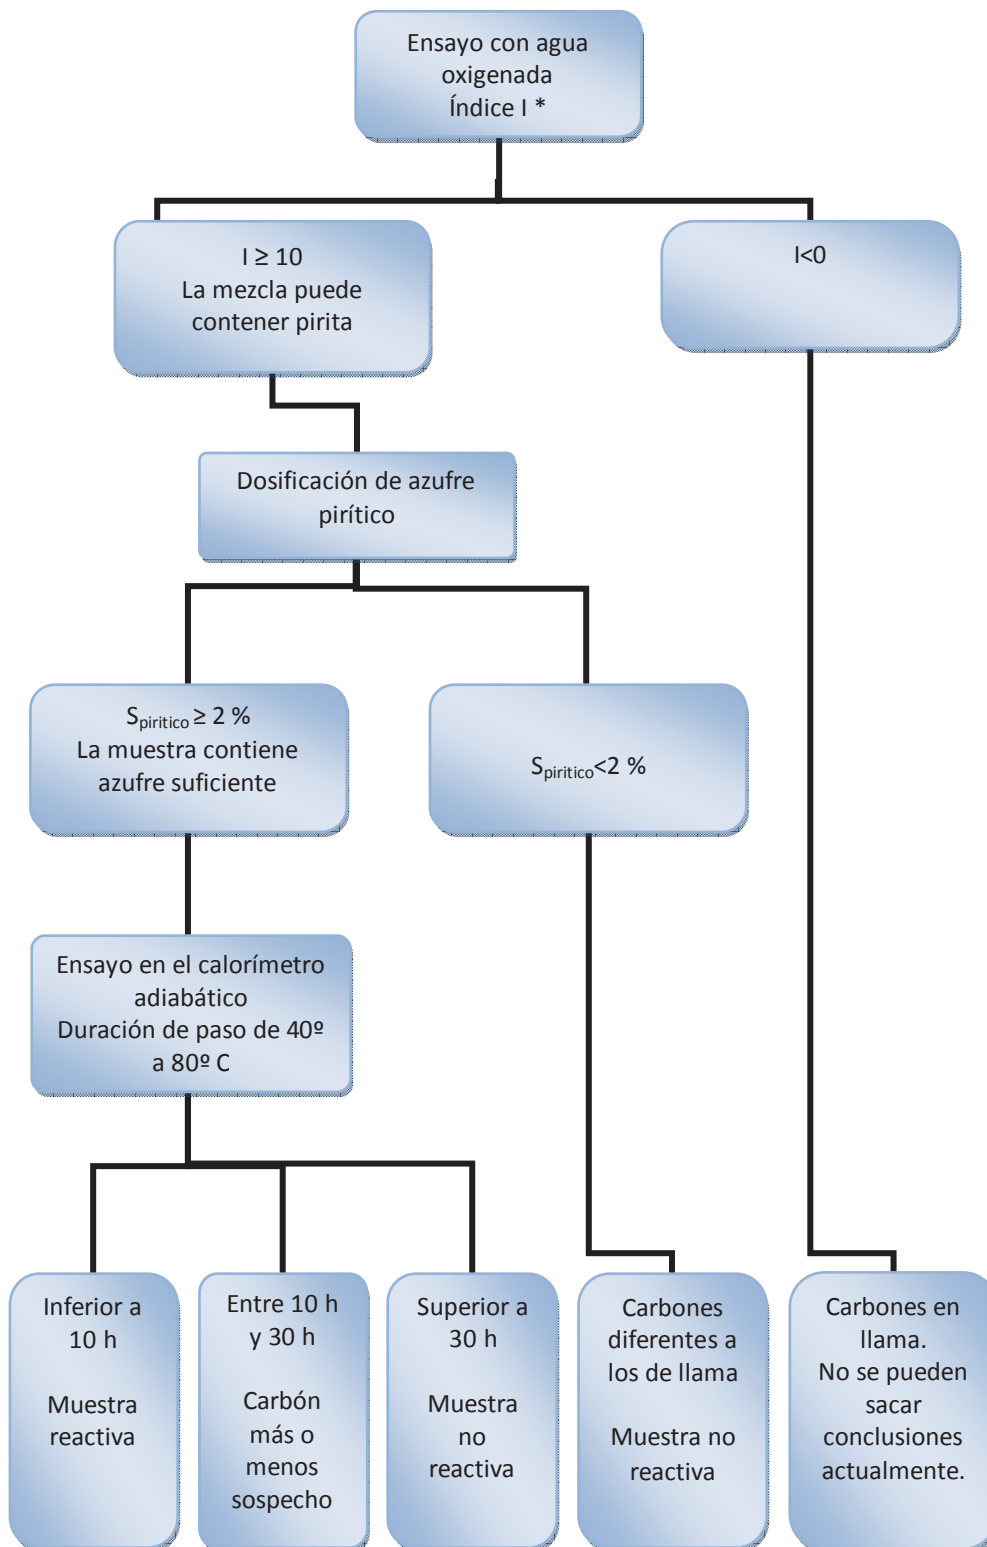 Ensayo con agua
oxigenada
Índice I *
I ≥ 10
La mezcla puede
contener pirita
I<0
Dosificación de azufre
pirítico
Spiritico ≥ 2 %
La muestra contiene
azufre suficiente
Spiritico<2 %
Ensayo en el calorímetro
adiabático
Duración de paso de 40º
a 80º C
Inferior a
10 h
Muestra
reactiva
Entre 10 h
y 30 h
Carbón
más o
menos
sospecho
Superior a
30 h
Muestra
no
reactiva
Carbones
diferentes a
los de llama
Muestra no
reactiva
Carbones en
llama.
No se pueden
sacar
conclusiones
actualmente.